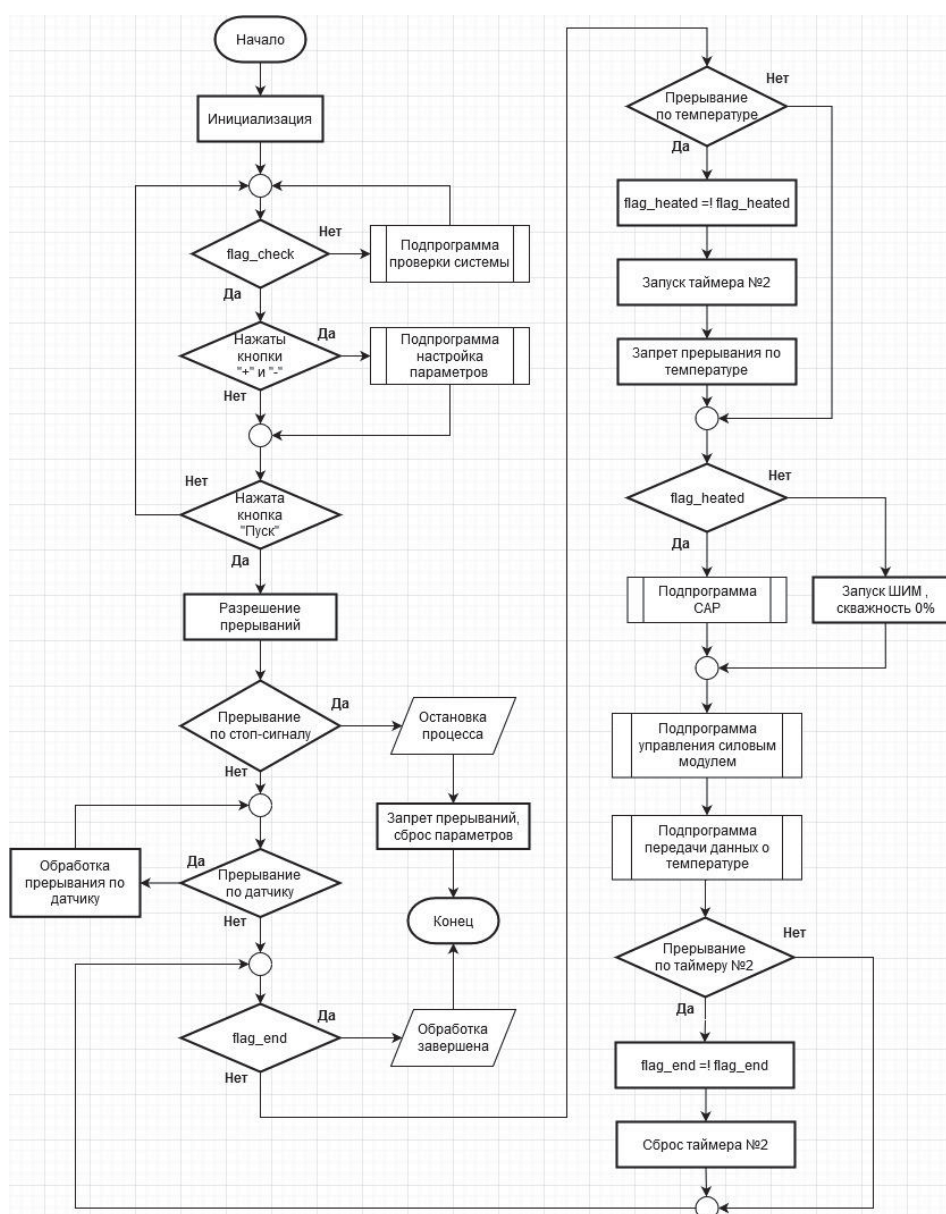 Начало
Инициализация
flag_check
Нет
Подпрограмма
проверки системы
Да
Нажаты
кнопки
"+" и "-"
Да
Подпрограмма
настройка
параметров
Нет
Нет
Нажата
кнопка
"Пуск"
Да
Разрешение
прерываний
Прерывание
по стоп-сигналу
Да
Остановка
процесса
Нет
Запрет прерываний,
сброс параметров
Обработка
прерывания по
датчику
Да
Прерывание
по датчику
Нет
Конец
flag_end
Да
Обработка
завершена
Нет
Прерывание
по температуре
Нет
Да
flag_heated =! flag_heated
Запуск таймера №2
Запрет прерывания по
температуре
flag_heated
Нет
Да
Подпрограмма
САР
Запуск ШИМ ,
скважность 0%
Подпрограмма
управления силовым
модулем
Подпрограмма
передачи данных о
температуре
Прерывание
по таймеру №2
Нет
Да
flag_end =! flag_end
Сброс таймера №2